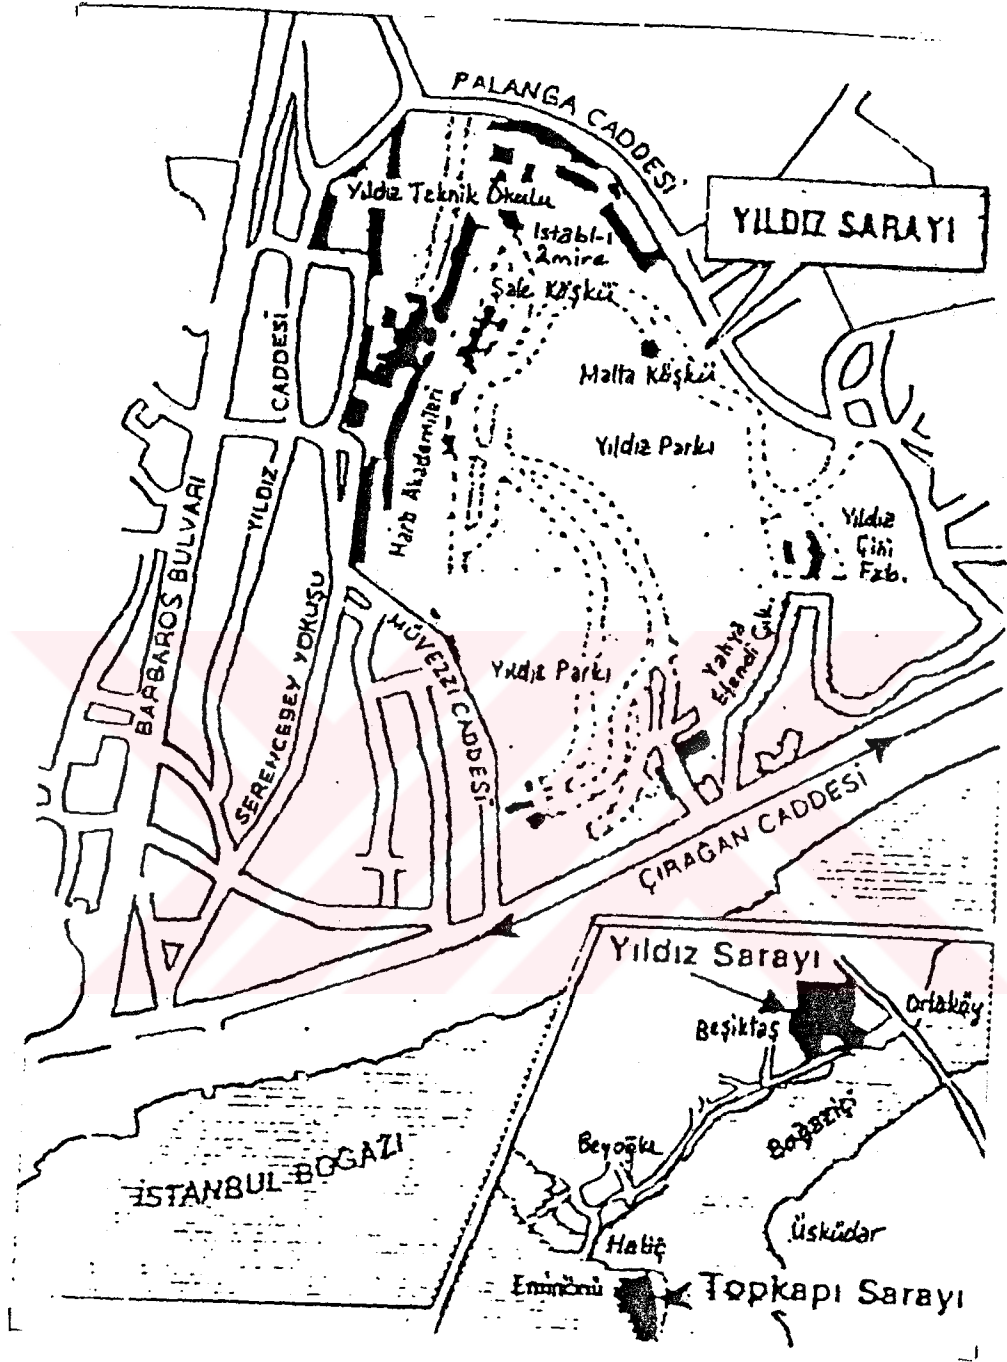 PALANGA CADDESİ
YILDIZ SARAYI
Yıldız Teknik Okulu
Istabl-ı
Amire
Şale Köşkü
Malta Köşkü
CADDESİ
YILDIZ
Harb Akademileri
Yıldız Parkı
Yıldız
Çini
Fab.
BARBAROS BULVARI
SERENCEBEY YOKUŞU
MÜVEZZİ CADDESİ
Yıldız Parkı
Yahya
Efendi Çık.
ÇIRAĞAN CADDESİ
İSTANBUL BOĞAZI
Yıldız Sarayı
Ortaköy
Beşiktaş
Boğaziçi
Beyoğlu
Üsküdar
Haliç
Eminönü
Topkapı Sarayı